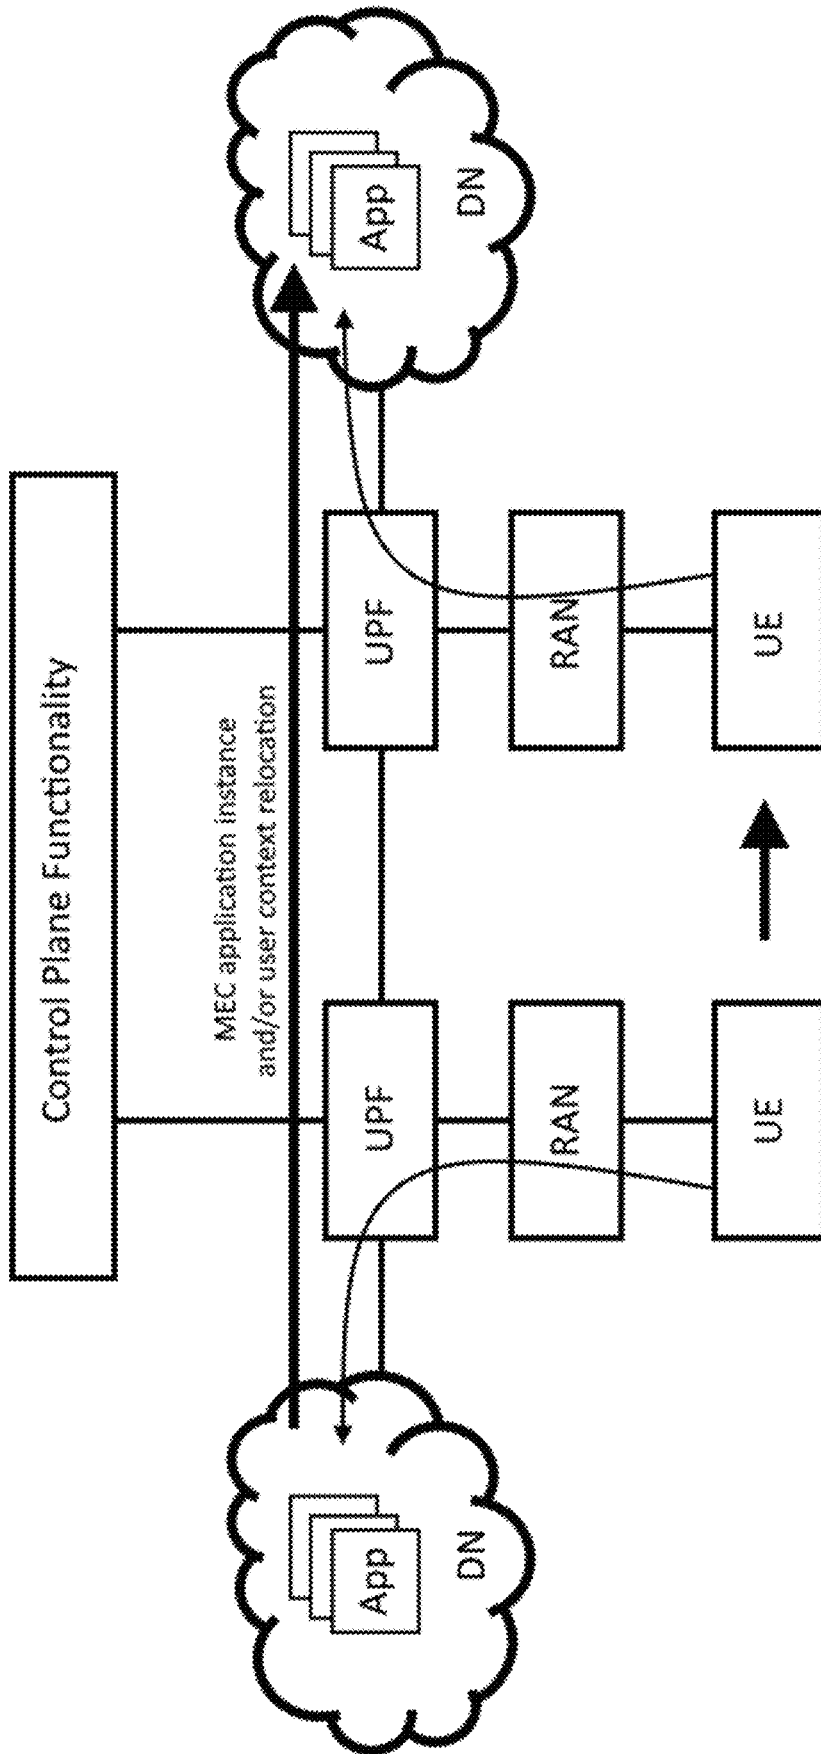 Control Plane Functionality
MEC application instance
and/or user context relocation
App
DN
UPF
UPF
App
DN
RAN
RAN
UE
UE